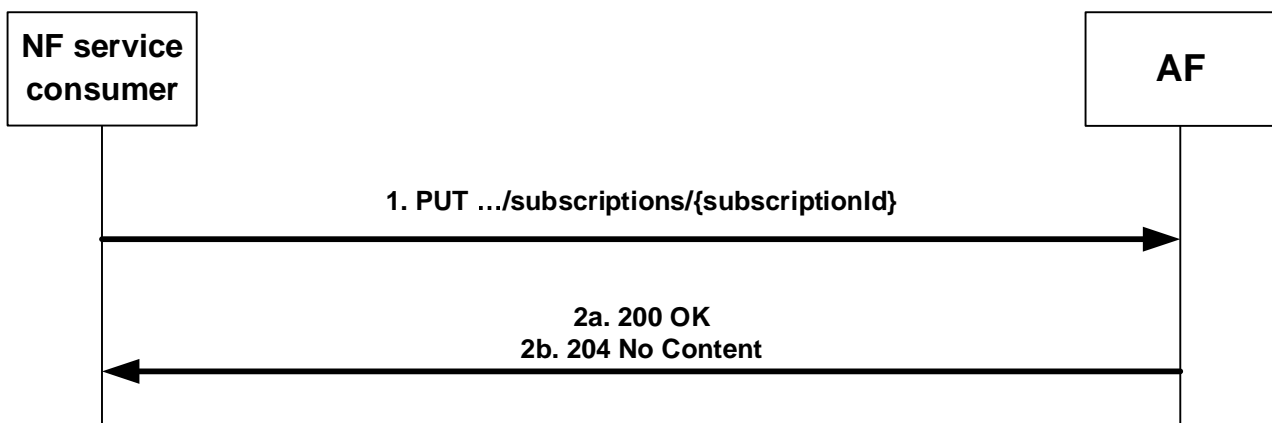 NF service
consumer
AF
1. PUT …/subscriptions/{subscriptionId}
2a. 200 OK
2b. 204 No Content